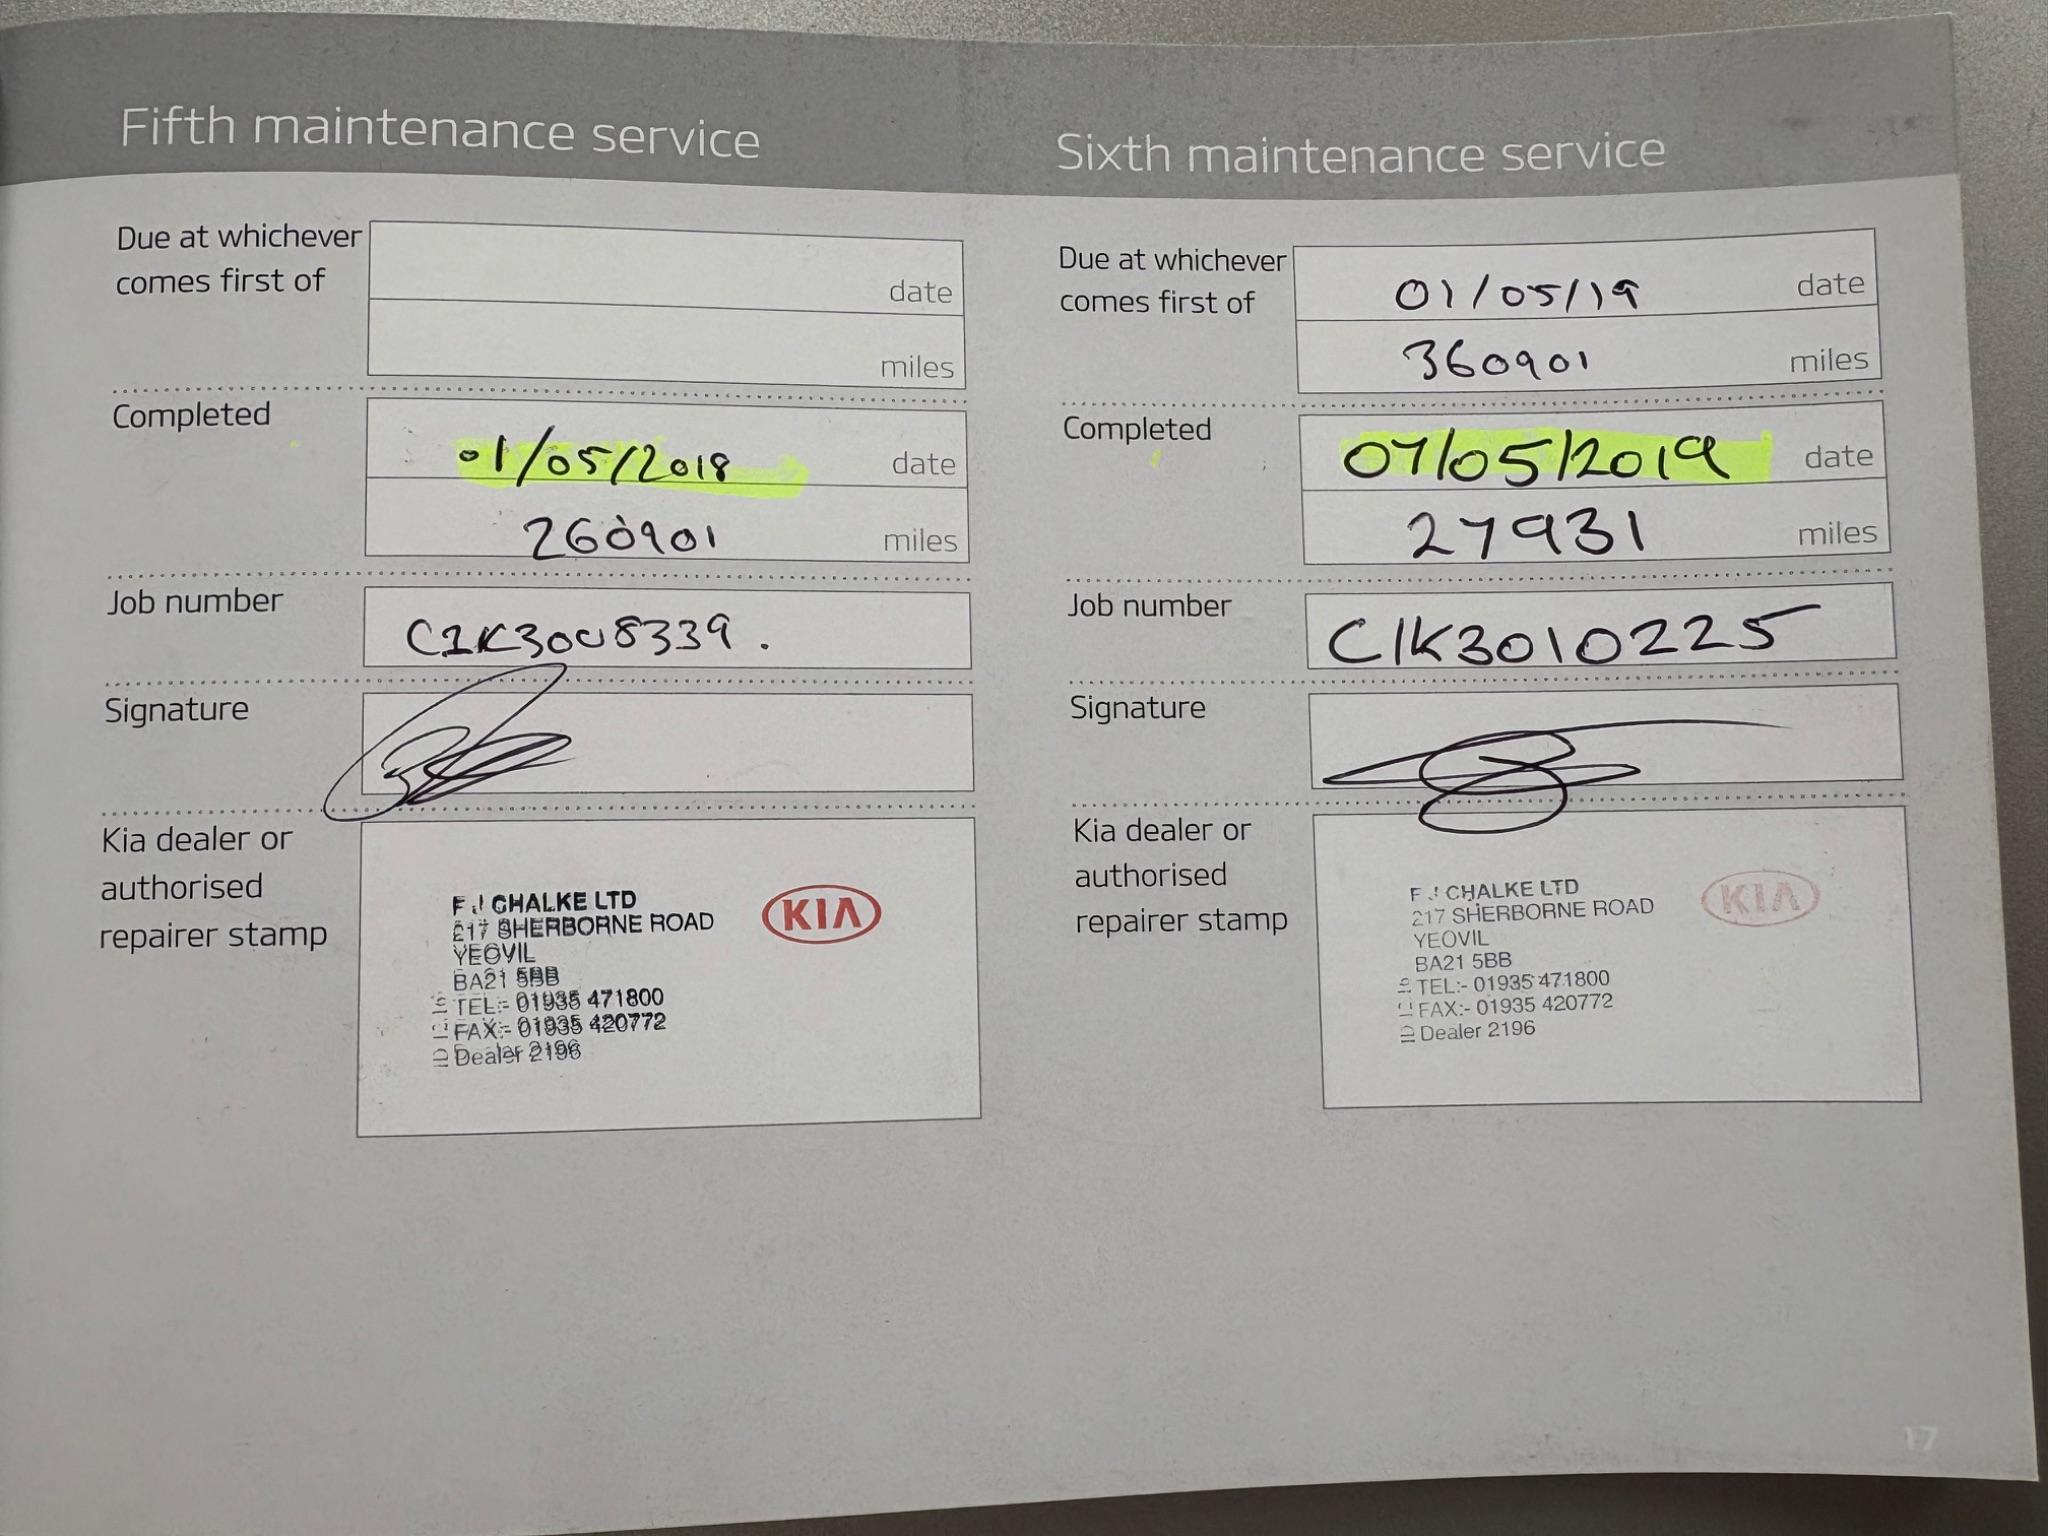 Fifth maintenance service
Due at whichever
comes first of
date
miles
Completed
01/05/2018 date
260901 miles
Job number
C1K3008339.
Signature
Kia dealer or
authorised
repairer stamp
F J CHALKE LTD
217 SHERBORNE ROAD
YEOVIL
BA21 5BB
TEL:- 01935 471800
FAX:- 01935 420772
Dealer 2196
KIA
Sixth maintenance service
Due at whichever
comes first of
01/05/19 date
360901 miles
Completed
07/05/2019 date
27931 miles
Job number
C1K3010225
Signature
Kia dealer or
authorised
repairer stamp
F J CHALKE LTD
217 SHERBORNE ROAD
YEOVIL
BA21 5BB
TEL:- 01935 471800
FAX:- 01935 420772
Dealer 2196
KIA
17